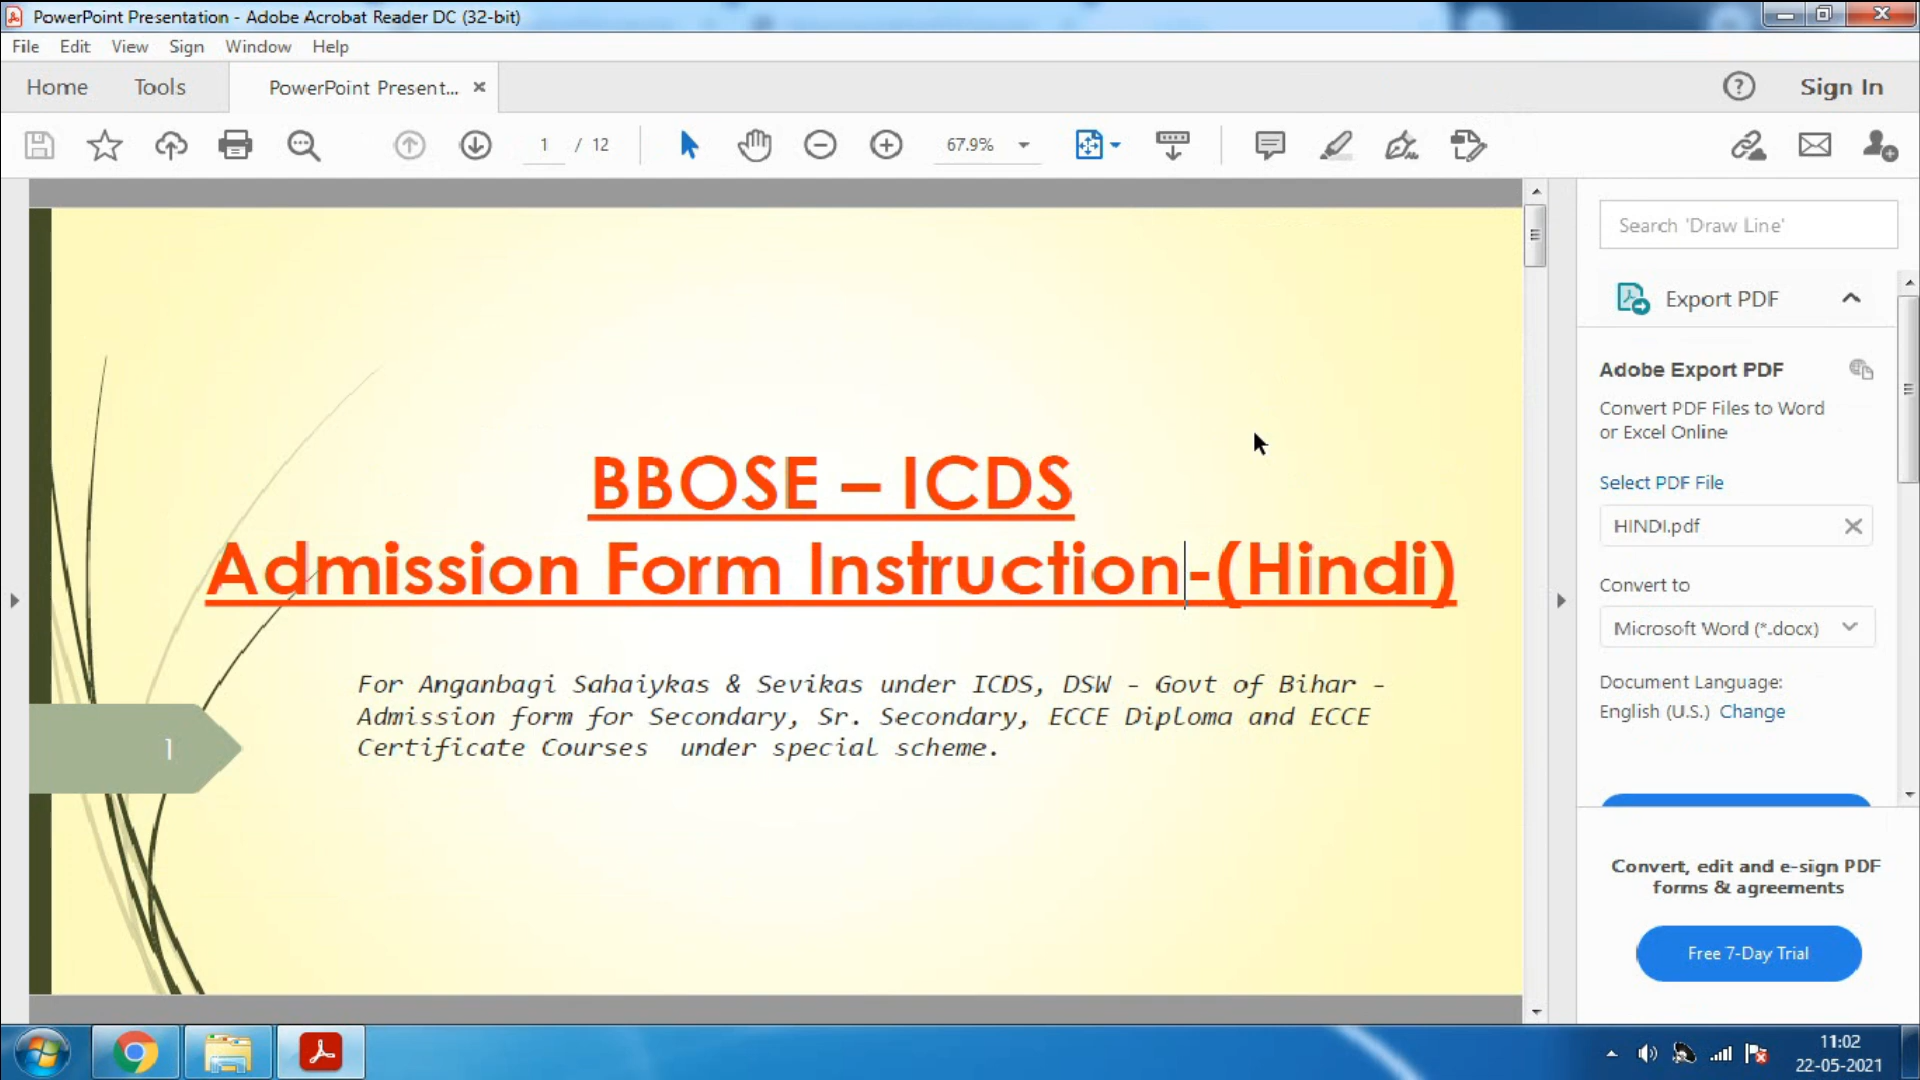 PowerPoint Presentation - Adobe Acrobat Reader DC (32-bit)
File Edit View Sign Window Help
Home Tools PowerPoint Present... Sign In
1 / 12 67.9%
BBOSE – ICDS
Admission Form Instruction-(Hindi)
For Anganbagi Sahaiykas & Sevikas under ICDS, DSW - Govt of Bihar -
Admission form for Secondary, Sr. Secondary, ECCE Diploma and ECCE
Certificate Courses under special scheme.
1
Search 'Draw Line'
Export PDF
Adobe Export PDF
Convert PDF Files to Word
or Excel Online
Select PDF File
HINDI.pdf
Convert to
Microsoft Word (*.docx)
Document Language:
English (U.S.) Change
Convert, edit and e-sign PDF
forms & agreements
Free 7-Day Trial
11:02
22-05-2021